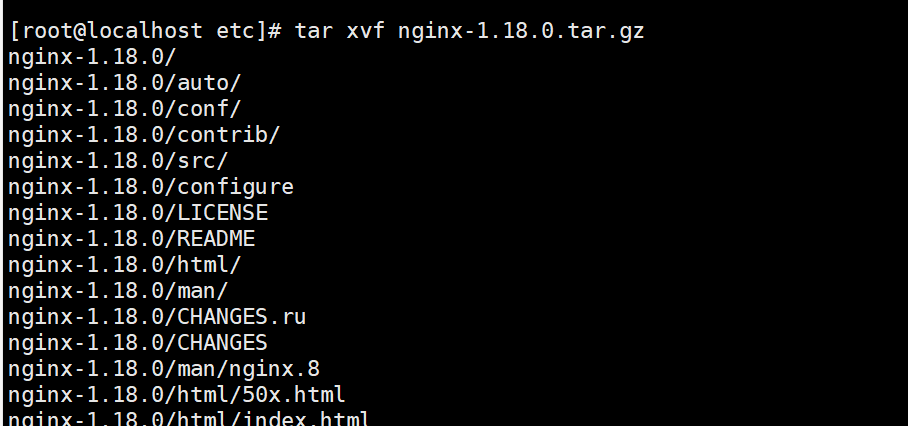 [root@localhost etc]# tar xvf nginx-1.18.0.tar.gz
nginx-1.18.0/
nginx-1.18.0/auto/
nginx-1.18.0/conf/
nginx-1.18.0/contrib/
nginx-1.18.0/src/
nginx-1.18.0/configure
nginx-1.18.0/LICENSE
nginx-1.18.0/README
nginx-1.18.0/html/
nginx-1.18.0/man/
nginx-1.18.0/CHANGES.ru
nginx-1.18.0/CHANGES
nginx-1.18.0/man/nginx.8
nginx-1.18.0/html/50x.html
nginx-1.18.0/html/index.html